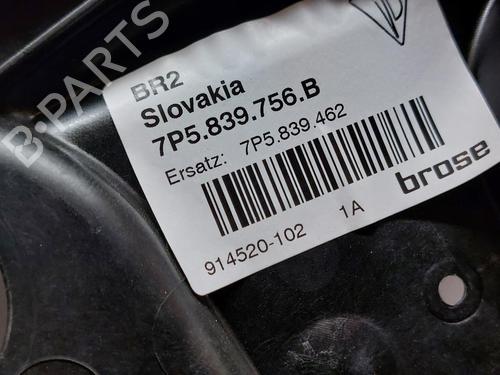 B-PARTS
BR2
Slovakia
7P5.839.756.B
Ersatz: 7P5.839.462
914520-102 1A
brose